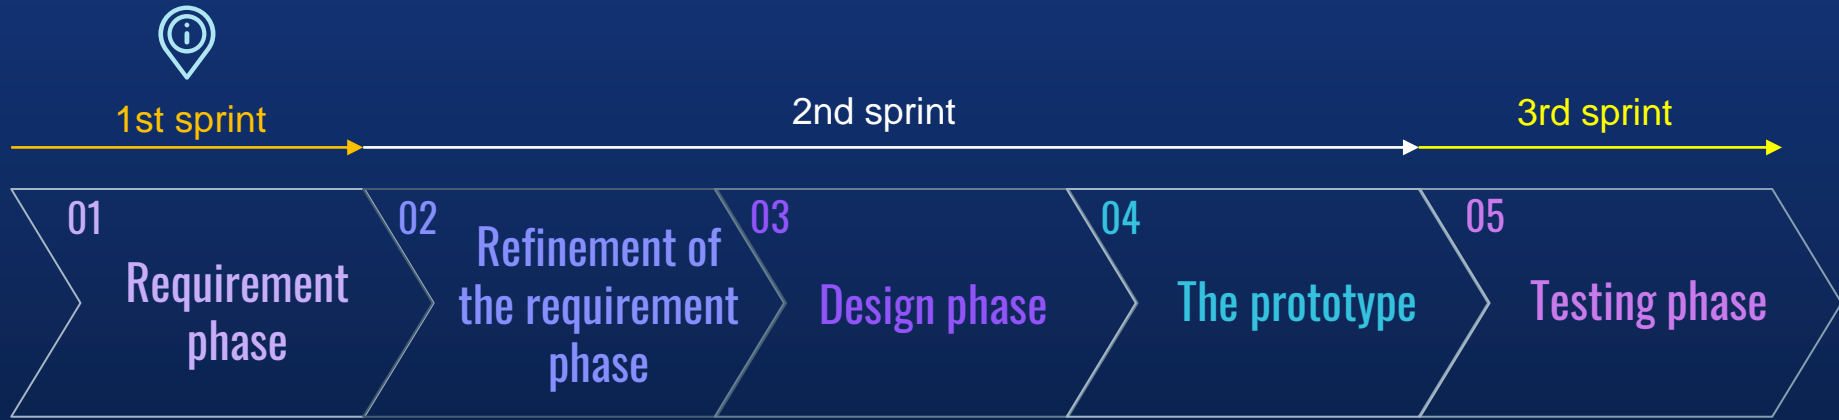 1st sprint
2nd sprint
3rd sprint
01
Requirement
phase
02
Refinement of
the requirement
phase
03
Design phase
04
The prototype
05
Testing phase